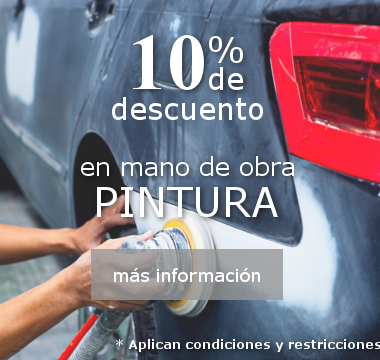 10%
de
descuento
en mano de obra
PINTURA
más información
* Aplican condiciones y restricciones